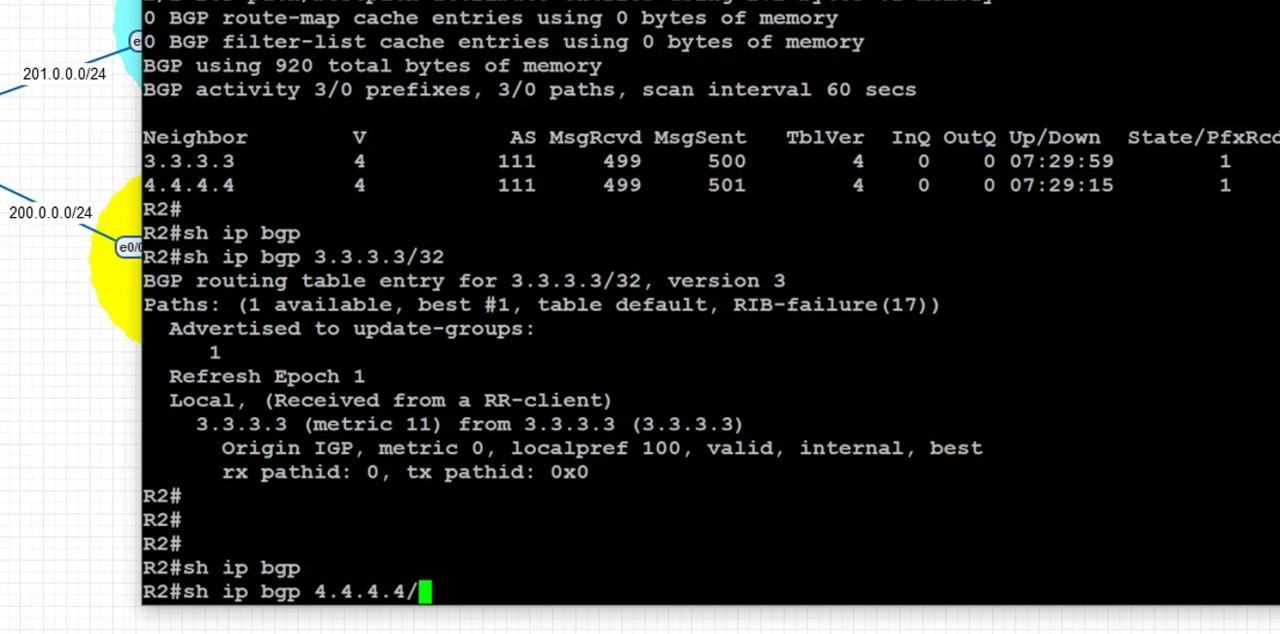 0 BGP route-map cache entries using 0 bytes of memory
e
0 BGP filter-list cache entries using 0 bytes of memory
201.0.0.0/24
BGP using 920 total bytes of memory
BGP activity 3/0 prefixes, 3/0 paths, scan interval 60 secs
Neighbor V AS MsgRcvd MsgSent TblVer InQ OutQ Up/Down State/PfxRcd
3.3.3.3 4 111 499 500 4 0 0 07:29:59 1
4.4.4.4 4 111 499 501 4 0 0 07:29:15 1
R2#
200.0.0.0/24
R2#sh ip bgp
e0/0
R2#sh ip bgp 3.3.3.3/32
BGP routing table entry for 3.3.3.3/32, version 3
Paths: (1 available, best #1, table default, RIB-failure(17))
Advertised to update-groups:
1
Refresh Epoch 1
Local, (Received from a RR-client)
3.3.3.3 (metric 11) from 3.3.3.3 (3.3.3.3)
Origin IGP, metric 0, localpref 100, valid, internal, best
rx pathid: 0, tx pathid: 0x0
R2#
R2#
R2#
R2#sh ip bgp
R2#sh ip bgp 4.4.4.4/